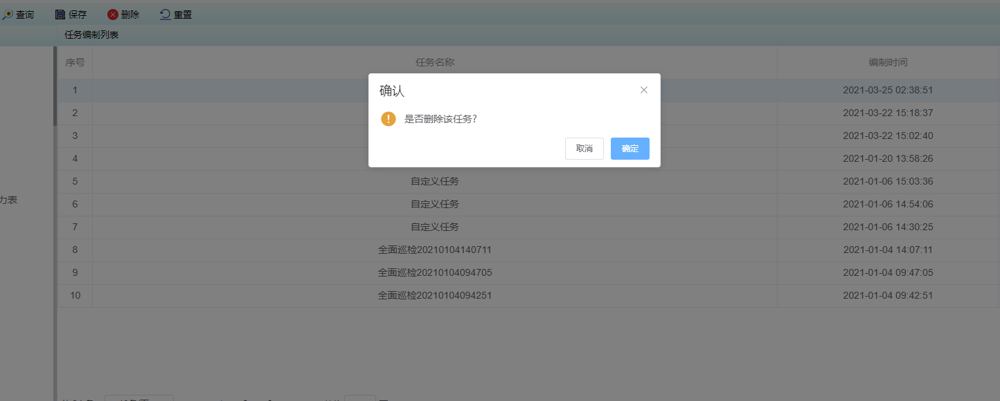 查询 保存 删除 重置
任务编制列表
序号 任务名称 编制时间
确认
是否删除该任务?
取消 确定
1 2021-03-25 02:38:51
2 2021-03-22 15:18:37
3 2021-03-22 15:02:40
4 2021-01-20 13:58:26
5 自定义任务 2021-01-06 15:03:36
力表
6 自定义任务 2021-01-06 14:54:06
7 自定义任务 2021-01-06 14:30:25
8 全面巡检20210104140711 2021-01-04 14:07:11
9 全面巡检20210104094705 2021-01-04 09:47:05
10 全面巡检20210104094251 2021-01-04 09:42:51